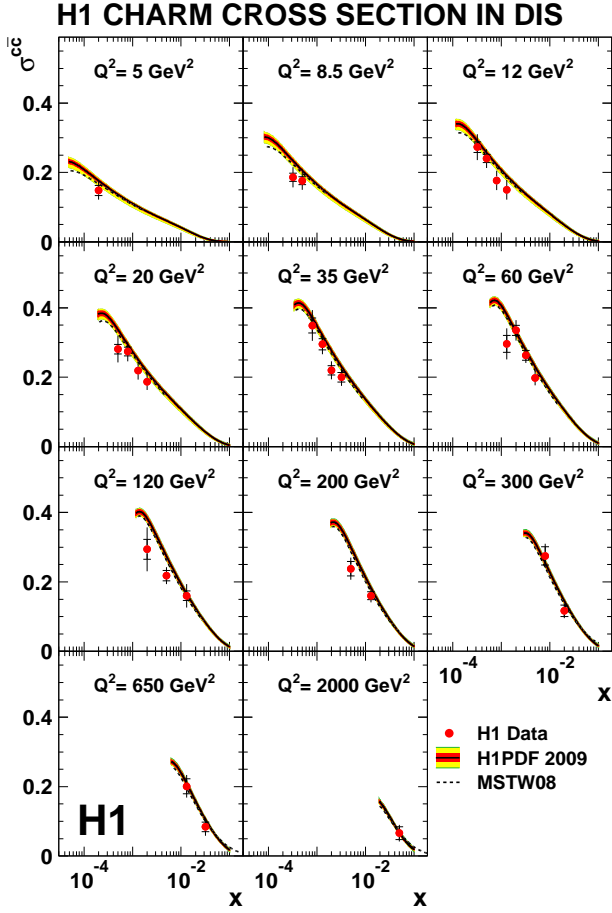 H1 CHARM CROSS SECTION IN DIS
σ^cc̄
Q² = 5 GeV²
Q² = 8.5 GeV²
Q² = 12 GeV²
0.4
0.2
0
Q² = 20 GeV²
Q² = 35 GeV²
Q² = 60 GeV²
0.4
0.2
0
Q² = 120 GeV²
Q² = 200 GeV²
Q² = 300 GeV²
0.4
0.2
0
10⁻⁴
10⁻²
x
Q² = 650 GeV²
Q² = 2000 GeV²
0.4
0.2
0
H1 Data
H1PDF 2009
MSTW08
H1
10⁻⁴
10⁻²
x
10⁻⁴
10⁻²
x